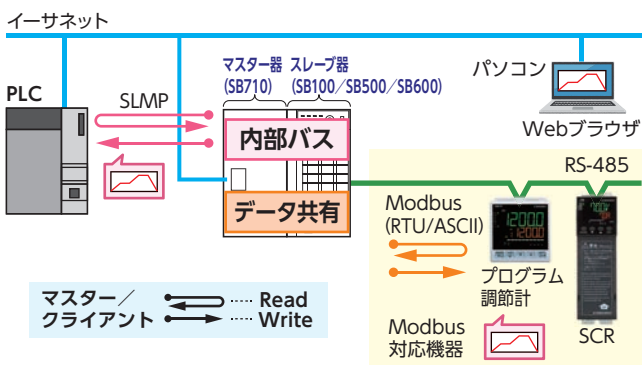 イーサネット
PLC
SLMP
マスター器
(SB710)
スレーブ器
(SB100／SB500／SB600)
内部バス
データ共有
パソコン
Webブラウザ
RS-485
Modbus
(RTU/ASCII)
プログラム
調節計
SCR
Modbus
対応機器
マスター／
クライアント
Read
Write